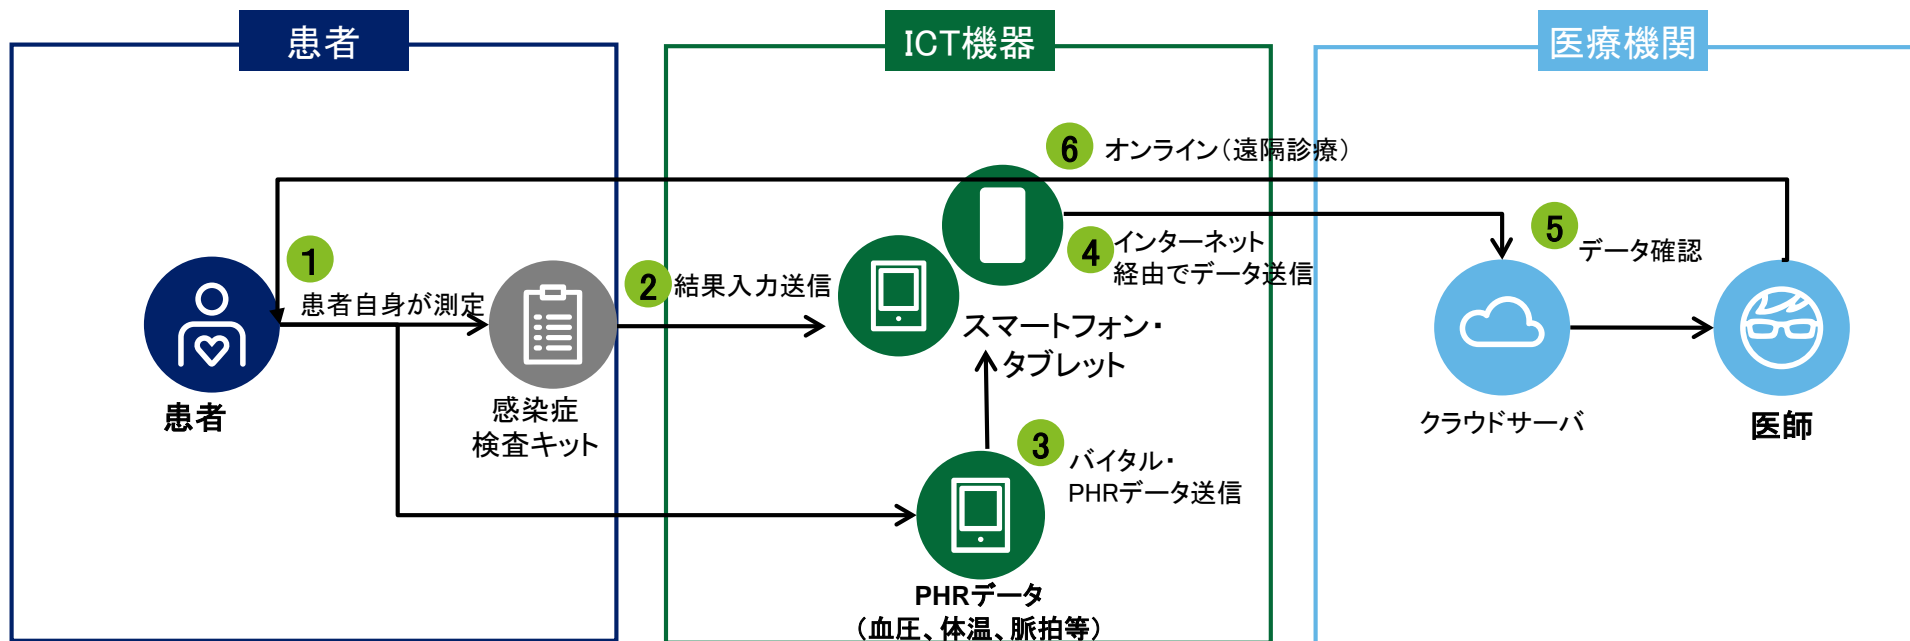 患者
ICT機器
医療機関
6 オンライン（遠隔診療）
1
患者自身が測定
2 結果入力送信
4 インターネット
経由でデータ送信
5 データ確認
スマートフォン・
タブレット
患者
感染症
検査キット
クラウドサーバ
医師
3 バイタル・
PHRデータ送信
PHRデータ
（血圧、体温、脈拍等）